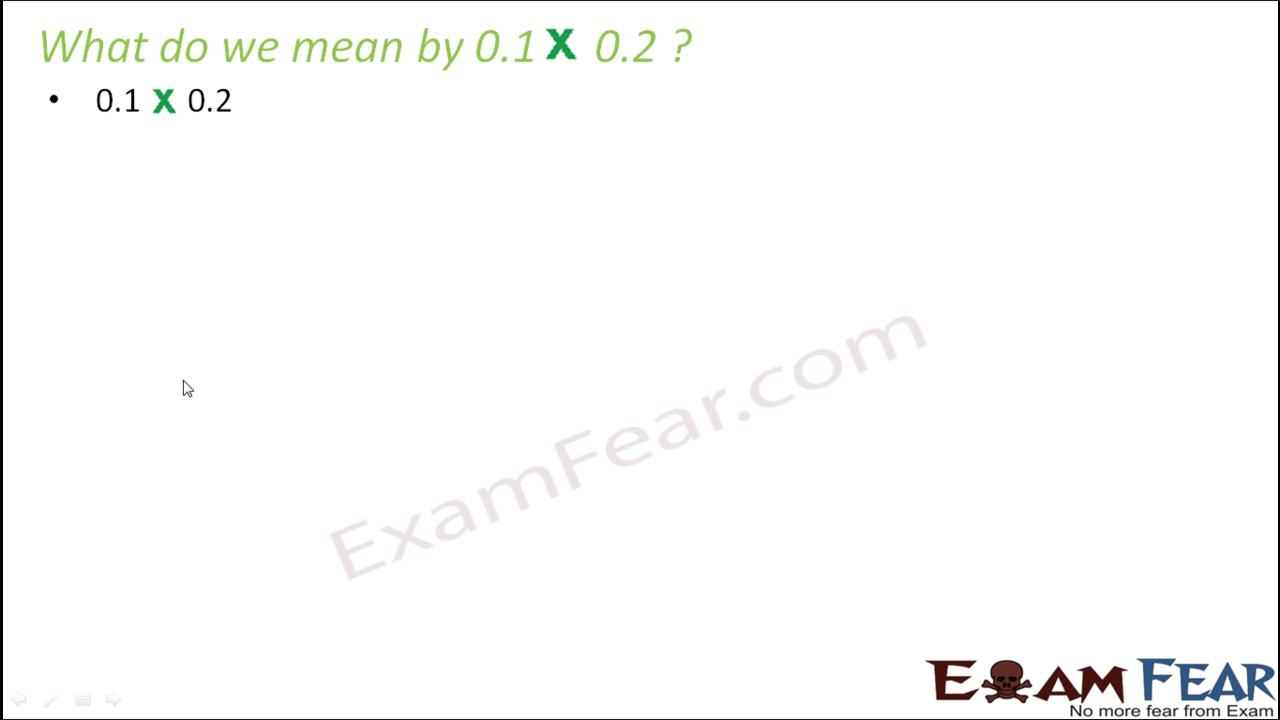 What do we mean by 0.1 X 0.2 ?
• 0.1 X 0.2
ExamFear.com
EXAM FEAR
No more fear from Exam